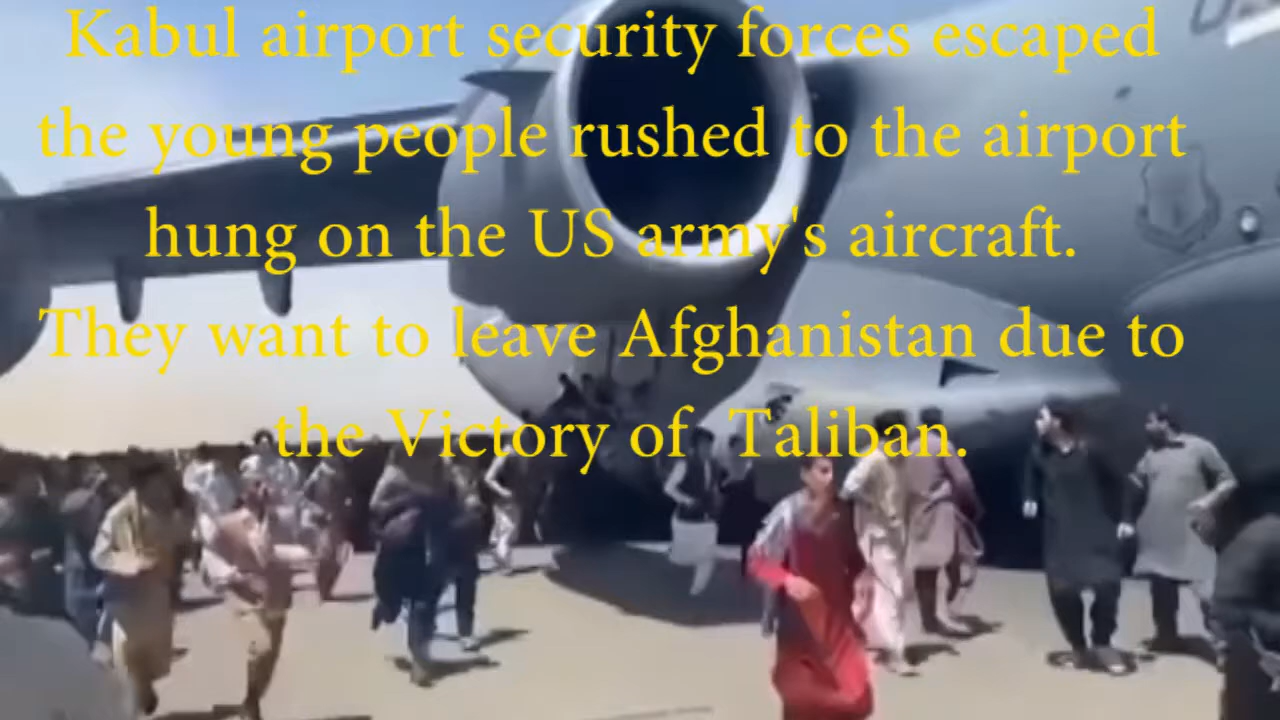 Kabul airport security forces escaped
the young people rushed to the airport
hung on the US army's aircraft.
They want to leave Afghanistan due to
the Victory of Taliban.